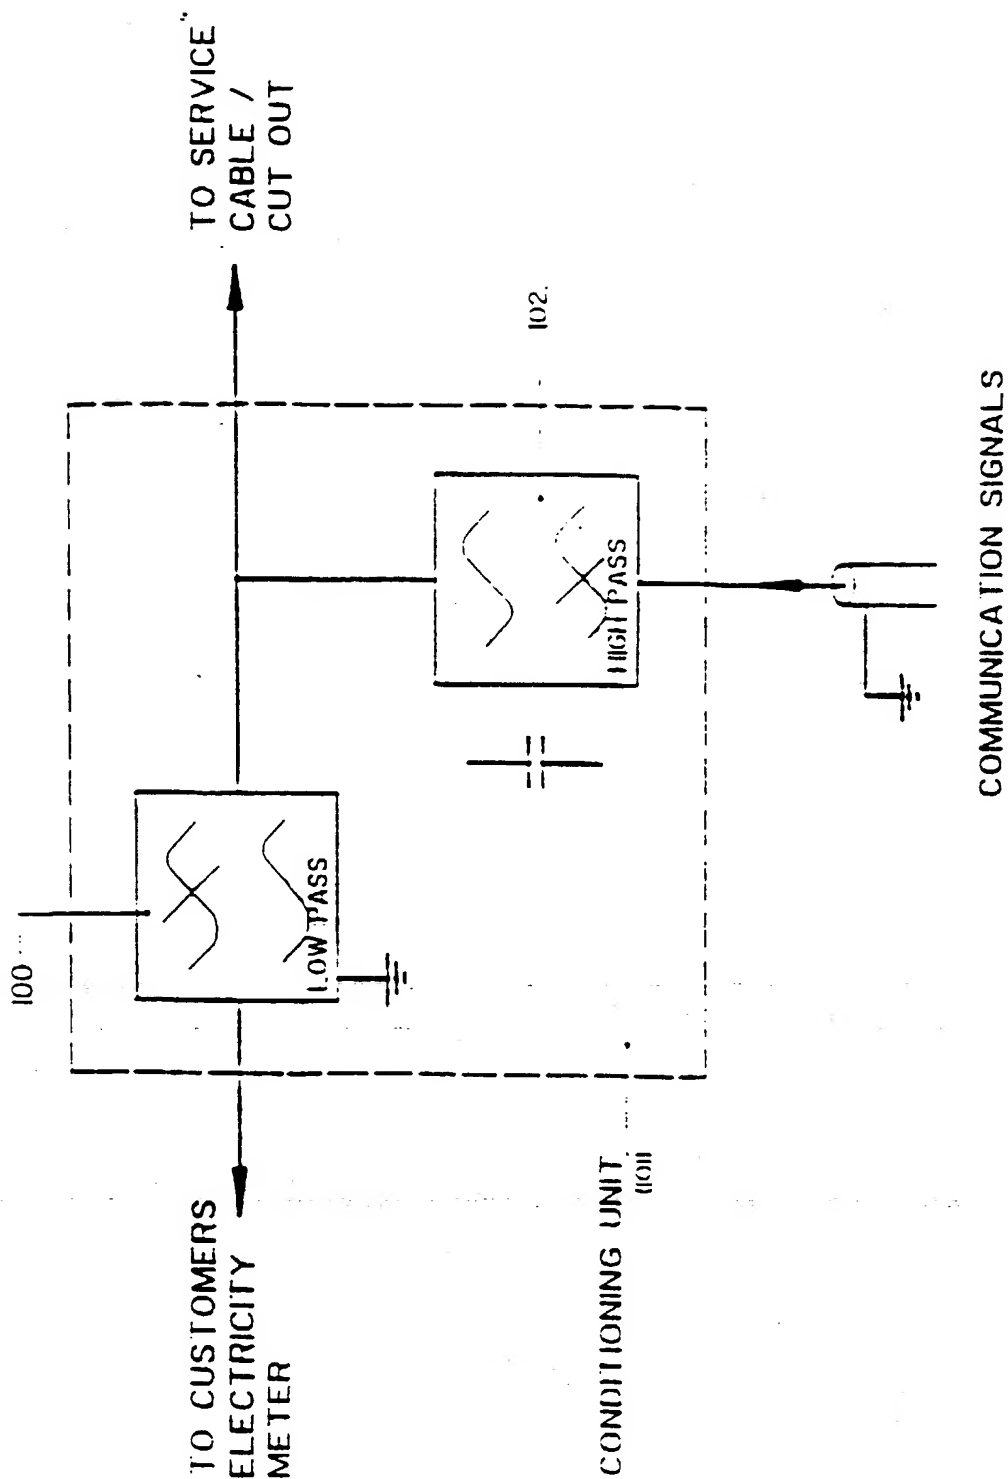 TO SERVICE
CABLE /
CUT OUT
100
102.
LOW PASS
HIGH PASS
TO CUSTOMERS
ELECTRICITY
METER
CONDITIONING UNIT
COMMUNICATION SIGNALS